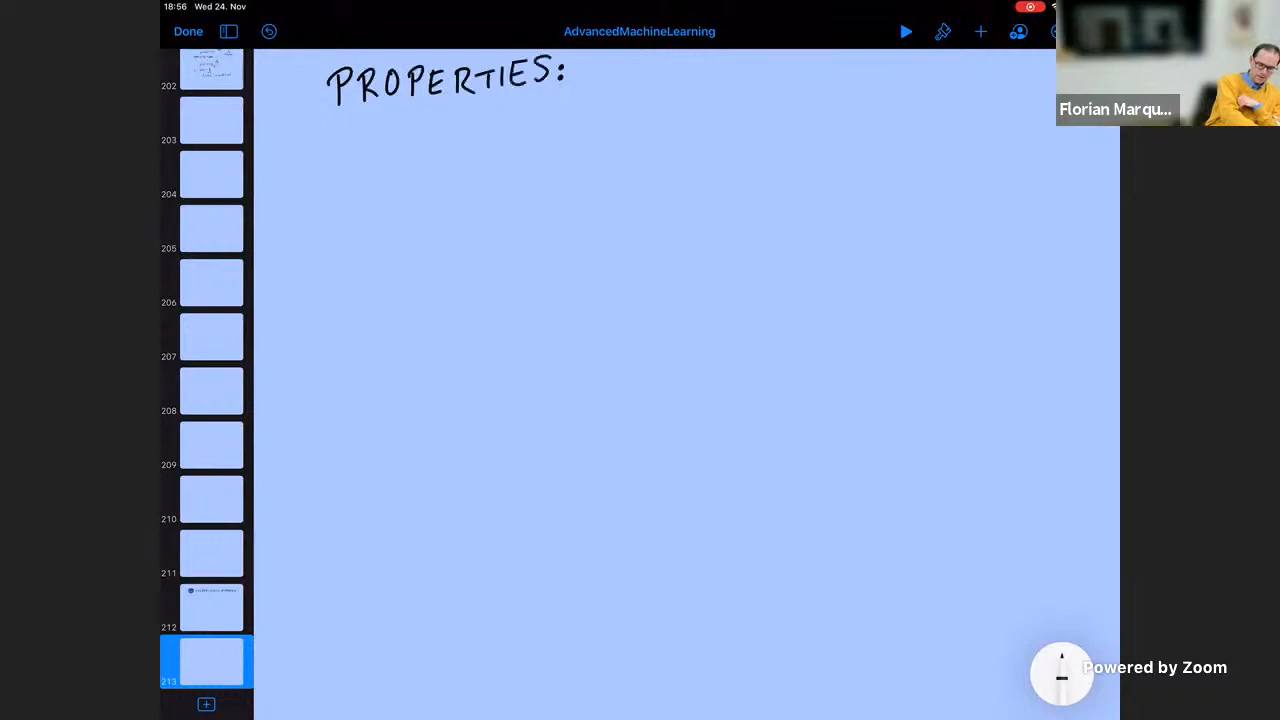 18:56 Wed 24. Nov
Done
AdvancedMachineLearning
PROPERTIES:
Florian Marqu...
202
203
204
205
206
207
208
209
210
211
212
213
Powered by Zoom